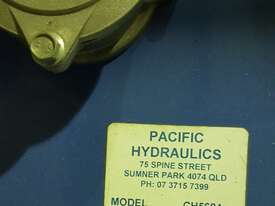 PACIFIC
HYDRAULICS
75 SPINE STREET
SUMNER PARK 4074 QLD
PH: 07 3715 7399
MODEL